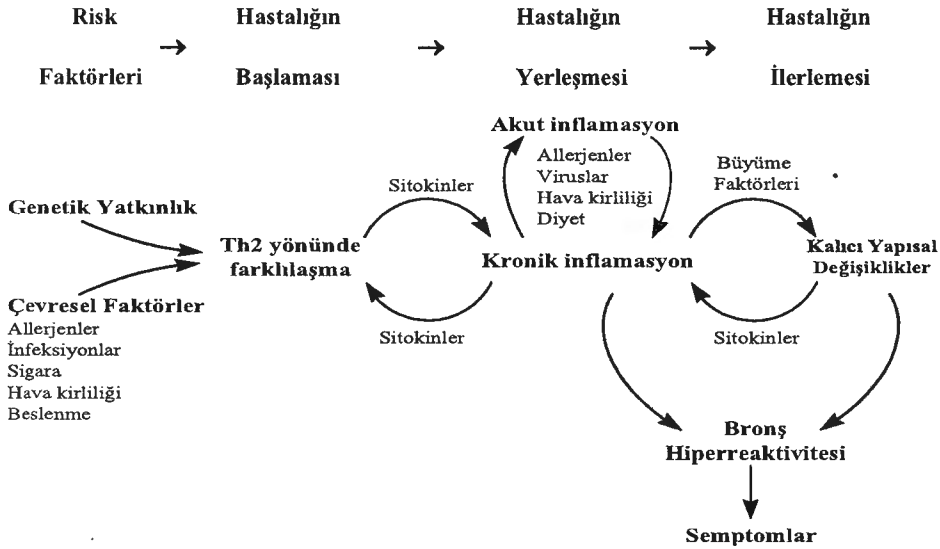 Risk
Faktörleri
→
Hastalığın
Başlaması
→
Hastalığın
Yerleşmesi
→
Hastalığın
İlerlemesi
Genetik Yatkınlık
Çevresel Faktörler
Allerjenler
İnfeksiyonlar
Sigara
Hava kirliliği
Beslenme
Th2 yönünde
farklılaşma
Sitokinler
Sitokinler
Akut inflamasyon
Allerjenler
Viruslar
Hava kirliliği
Diyet
Kronik inflamasyon
Büyüme
Faktörleri
Sitokinler
Kalıcı Yapısal
Değişiklikler
Bronş
Hiperreaktivitesi
Semptomlar